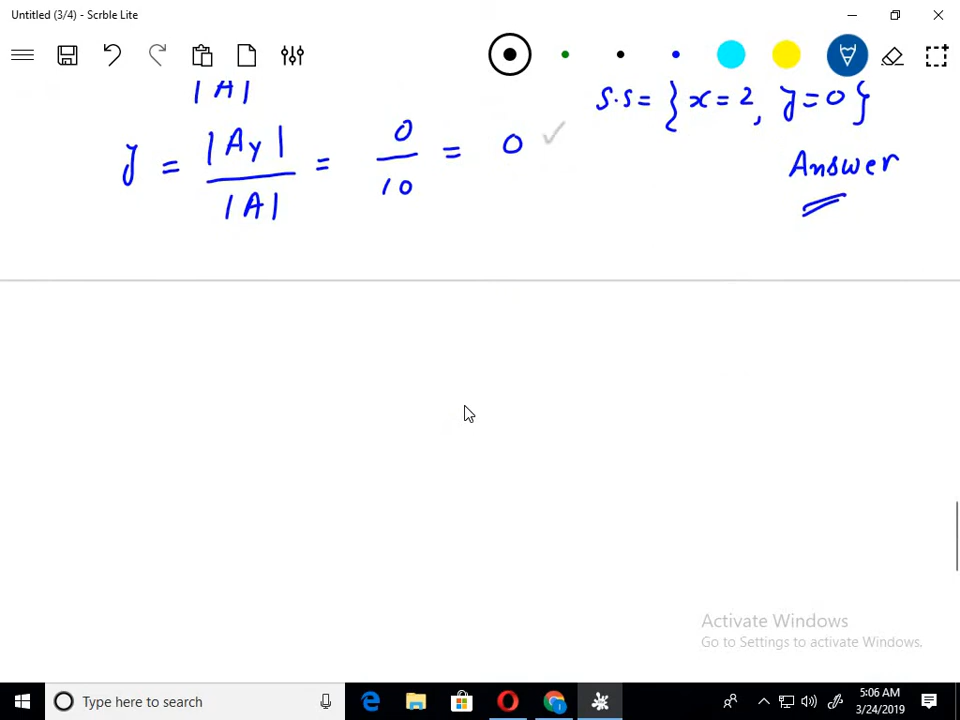 Untitled (3/4) - Scrble Lite
|A|
S.S = { x = 2, y = 0 }
y = |Ay| / |A| = 0/10 = 0 ✓
Answer
Activate Windows
Go to Settings to activate Windows.
Type here to search
5:06 AM
3/24/2019